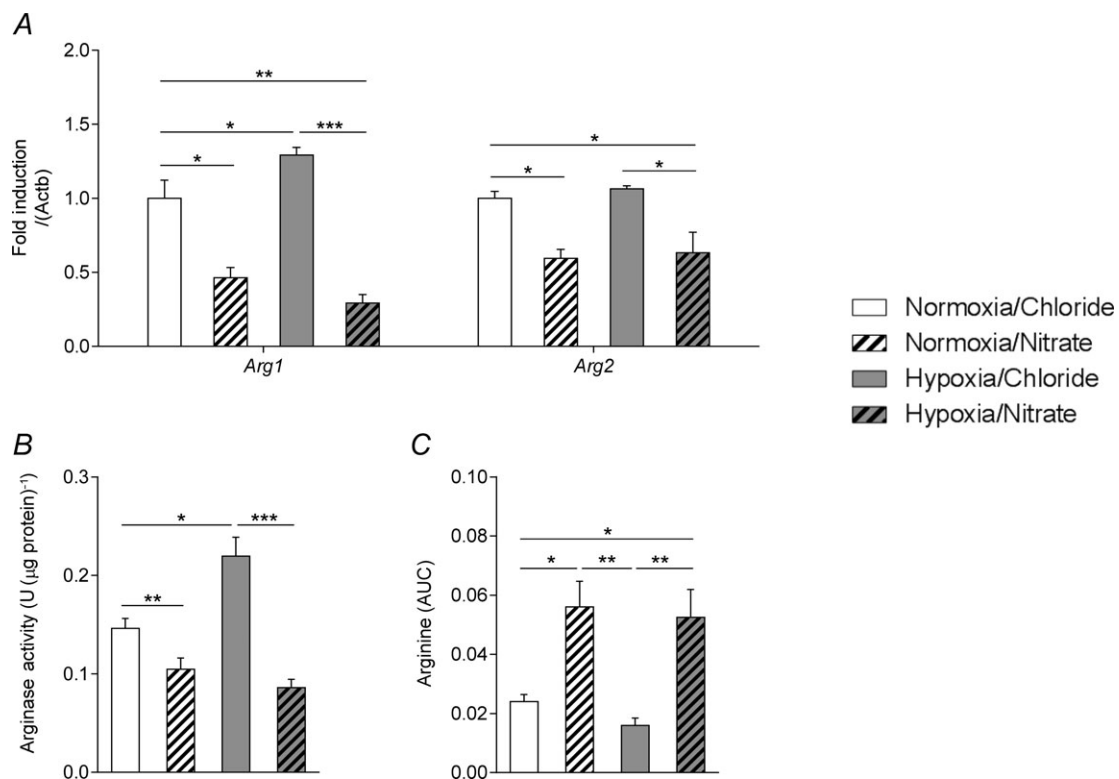 A
2.0
1.5
1.0
0.5
0.0
Fold induction
/(Actb)
**
*
***
*
*
*
*
Arg1
Arg2
Normoxia/Chloride
Normoxia/Nitrate
Hypoxia/Chloride
Hypoxia/Nitrate
B
0.3
0.2
0.1
0.0
Arginase activity (U (μg protein)⁻¹)
*
***
**
C
0.10
0.08
0.06
0.04
0.02
0.00
Arginine (AUC)
*
*
**
**